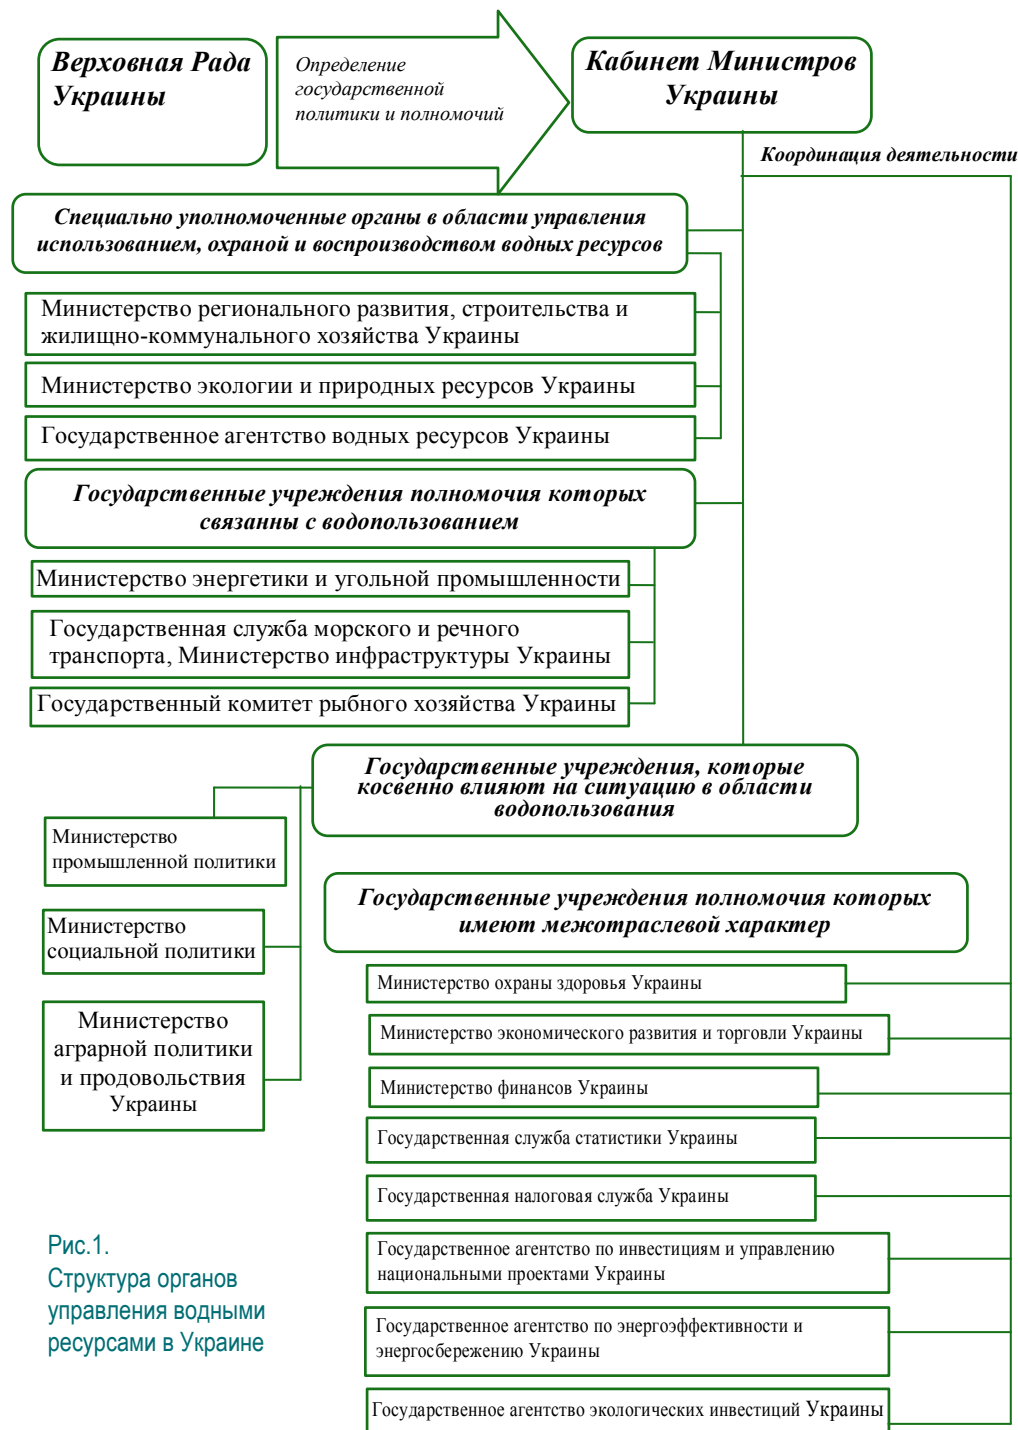 Верховная Рада
Украины
Определение
государственной
политики и полномочий
Кабинет Министров
Украины
Координация деятельности
Специально уполномоченные органы в области управления
использованием, охраной и воспроизводством водных ресурсов
Министерство регионального развития, строительства и
жилищно-коммунального хозяйства Украины
Министерство экологии и природных ресурсов Украины
Государственное агентство водных ресурсов Украины
Государственные учреждения полномочия которых
связанны с водопользованием
Министерство энергетики и угольной промышленности
Государственная служба морского и речного
транспорта, Министерство инфраструктуры Украины
Государственный комитет рыбного хозяйства Украины
Государственные учреждения, которые
косвенно влияют на ситуацию в области
водопользования
Министерство
промышленной политики
Министерство
социальной политики
Министерство
аграрной политики
и продовольствия
Украины
Государственные учреждения полномочия которых
имеют межотраслевой характер
Министерство охраны здоровья Украины
Министерство экономического развития и торговли Украины
Министерство финансов Украины
Государственная служба статистики Украины
Государственная налоговая служба Украины
Государственное агентство по инвестициям и управлению
национальными проектами Украины
Государственное агентство по энергоэффективности и
энергосбережению Украины
Государственное агентство экологических инвестиций Украины
Рис.1.
Структура органов
управления водными
ресурсами в Украине